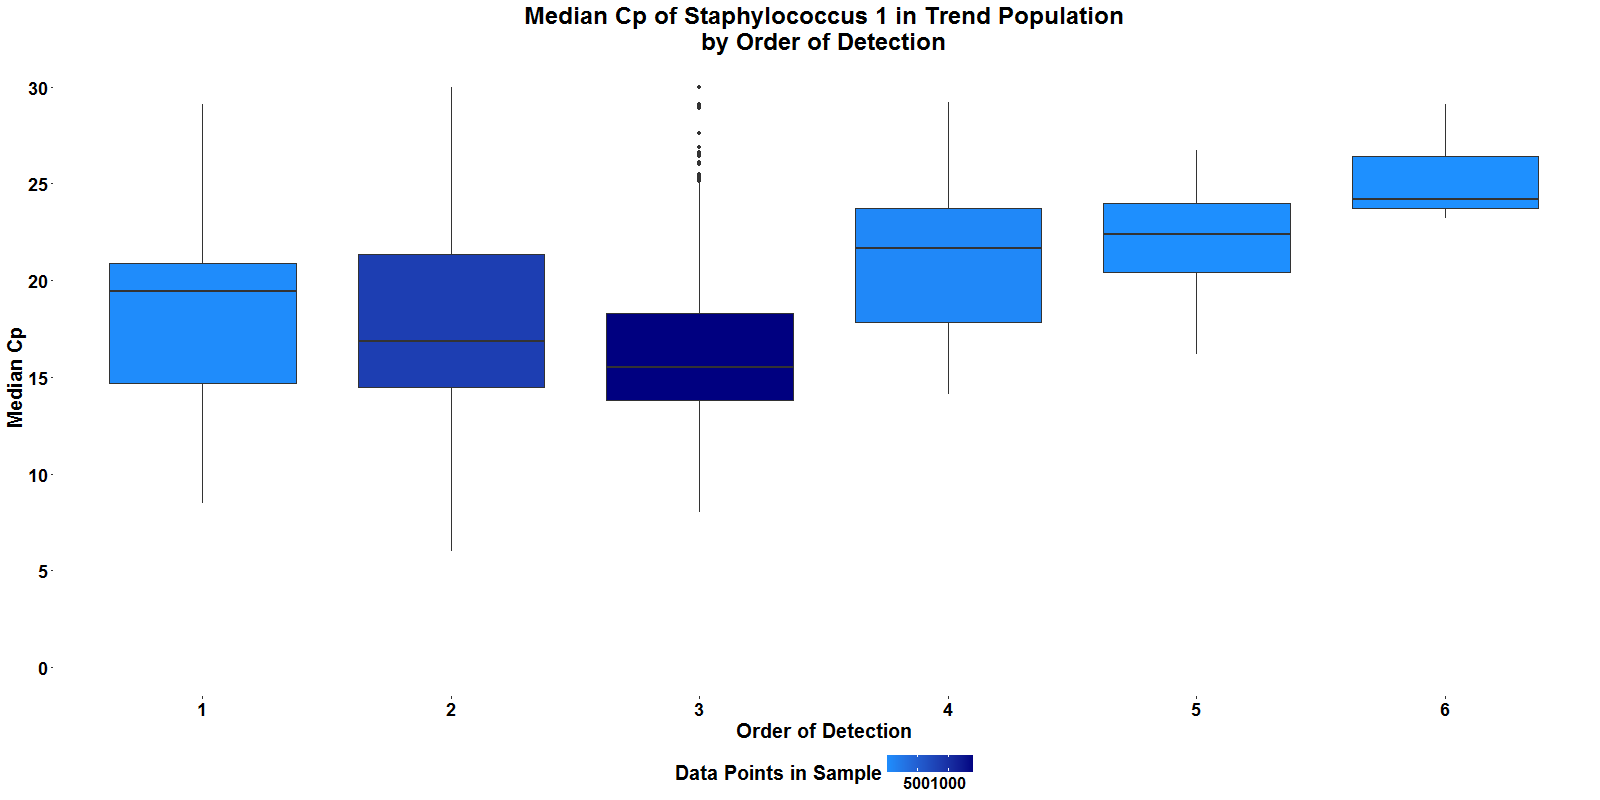 Median Cp of Staphylococcus 1 in Trend Population
by Order of Detection
Median Cp
30
25
20
15
10
5
0
1 2 3 4 5 6
Order of Detection
Data Points in Sample
5001000